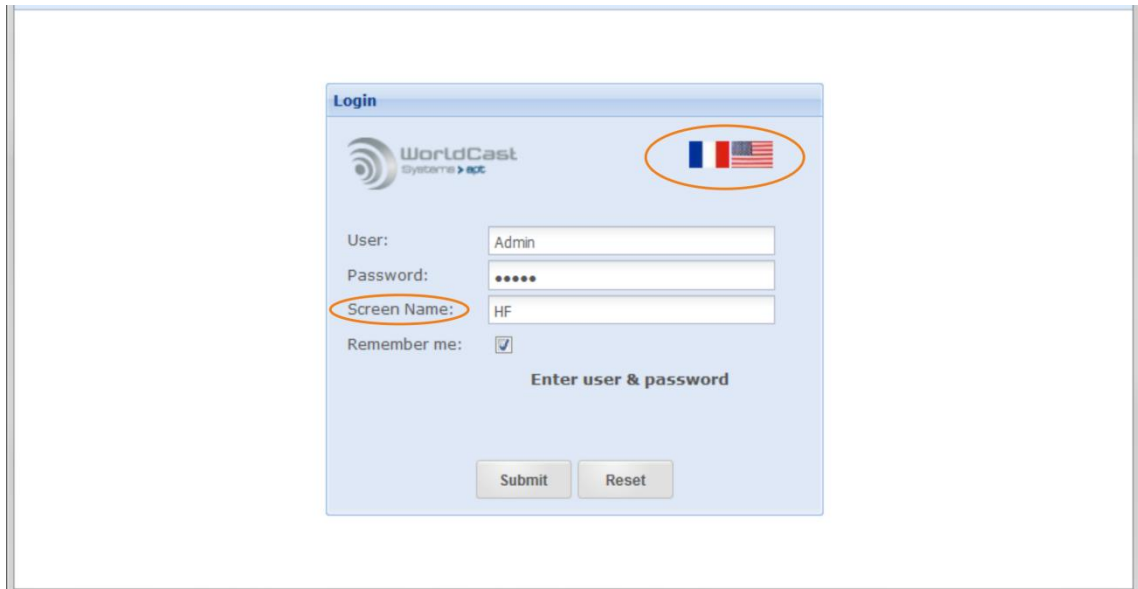 Login
WorldCast
Systems > apt
User: Admin
Password: •••••
Screen Name: HF
Remember me:
Enter user & password
Submit Reset